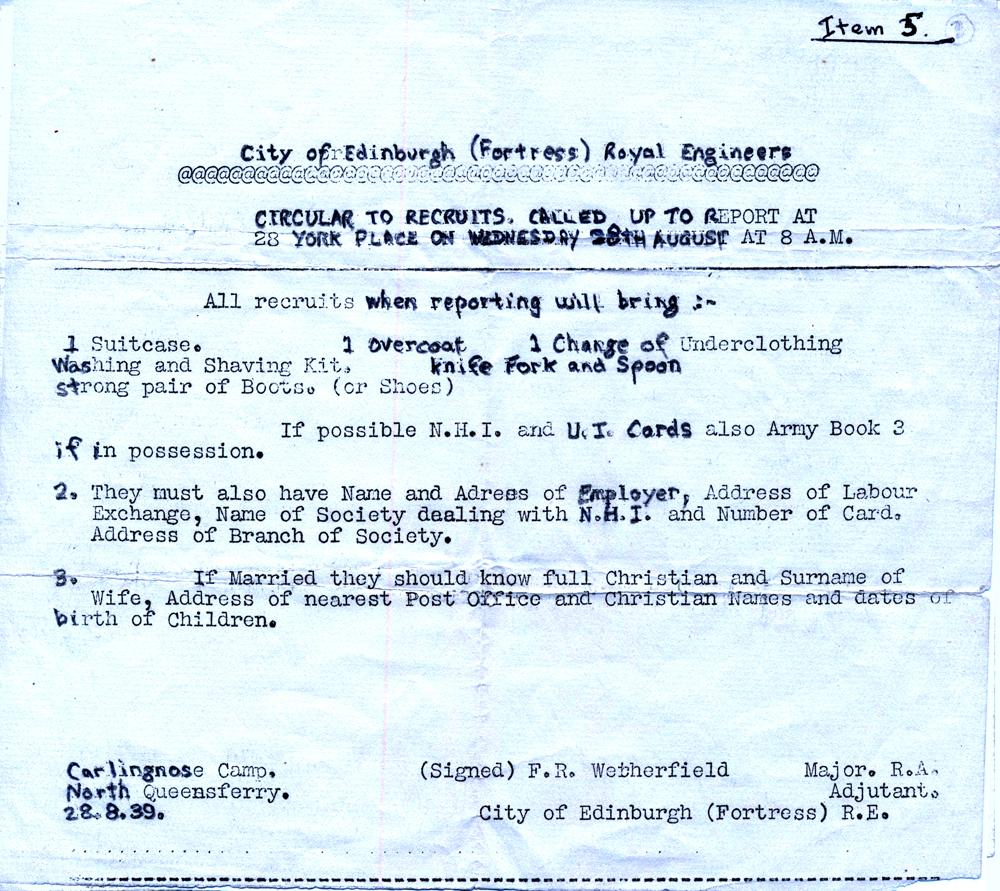 Item 5.
City of Edinburgh (Fortress) Royal Engineers
@@@@@@@@@@@@@@@@@@@@@@@@@@@@@@@@@@@@@@@@@@@@@@@@@
CIRCULAR TO RECRUITS. CALLED UP TO REPORT AT
28 YORK PLACE ON WEDNESDAY 28TH AUGUST AT 8 A.M.
All recruits when reporting will bring :-
1 Suitcase. 1 Overcoat 1 Change of Underclothing
Washing and Shaving Kit. Knife Fork and Spoon
strong pair of Boots. (or Shoes)
If possible N.H.I. and U.I. Cards also Army Book 3
if in possession.
2. They must also have Name and Adress of Employer, Address of Labour
Exchange, Name of Society dealing with N.H.I. and Number of Card.
Address of Branch of Society.
3. If Married they should know full Christian and Surname of
Wife, Address of nearest Post Office and Christian Names and dates of
birth of Children.
Carlingnose Camp. (Signed) F.R. Wetherfield Major. R.A.
North Queensferry. Adjutant.
28.8.39. City of Edinburgh (Fortress) R.E.